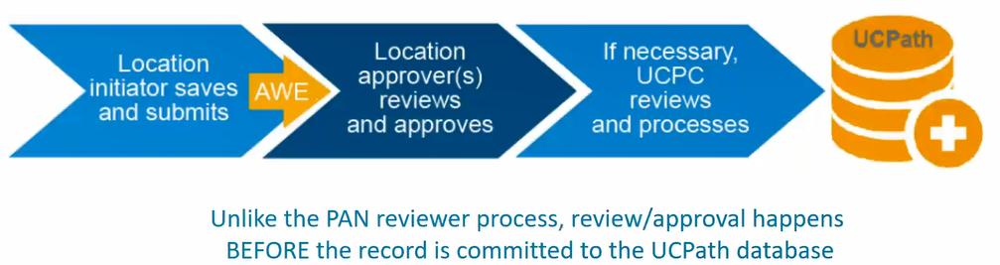 Location
initiator saves
and submits
AWE
Location
approver(s)
reviews
and approves
If necessary,
UCPC
reviews
and processes
UCPath
Unlike the PAN reviewer process, review/approval happens
BEFORE the record is committed to the UCPath database